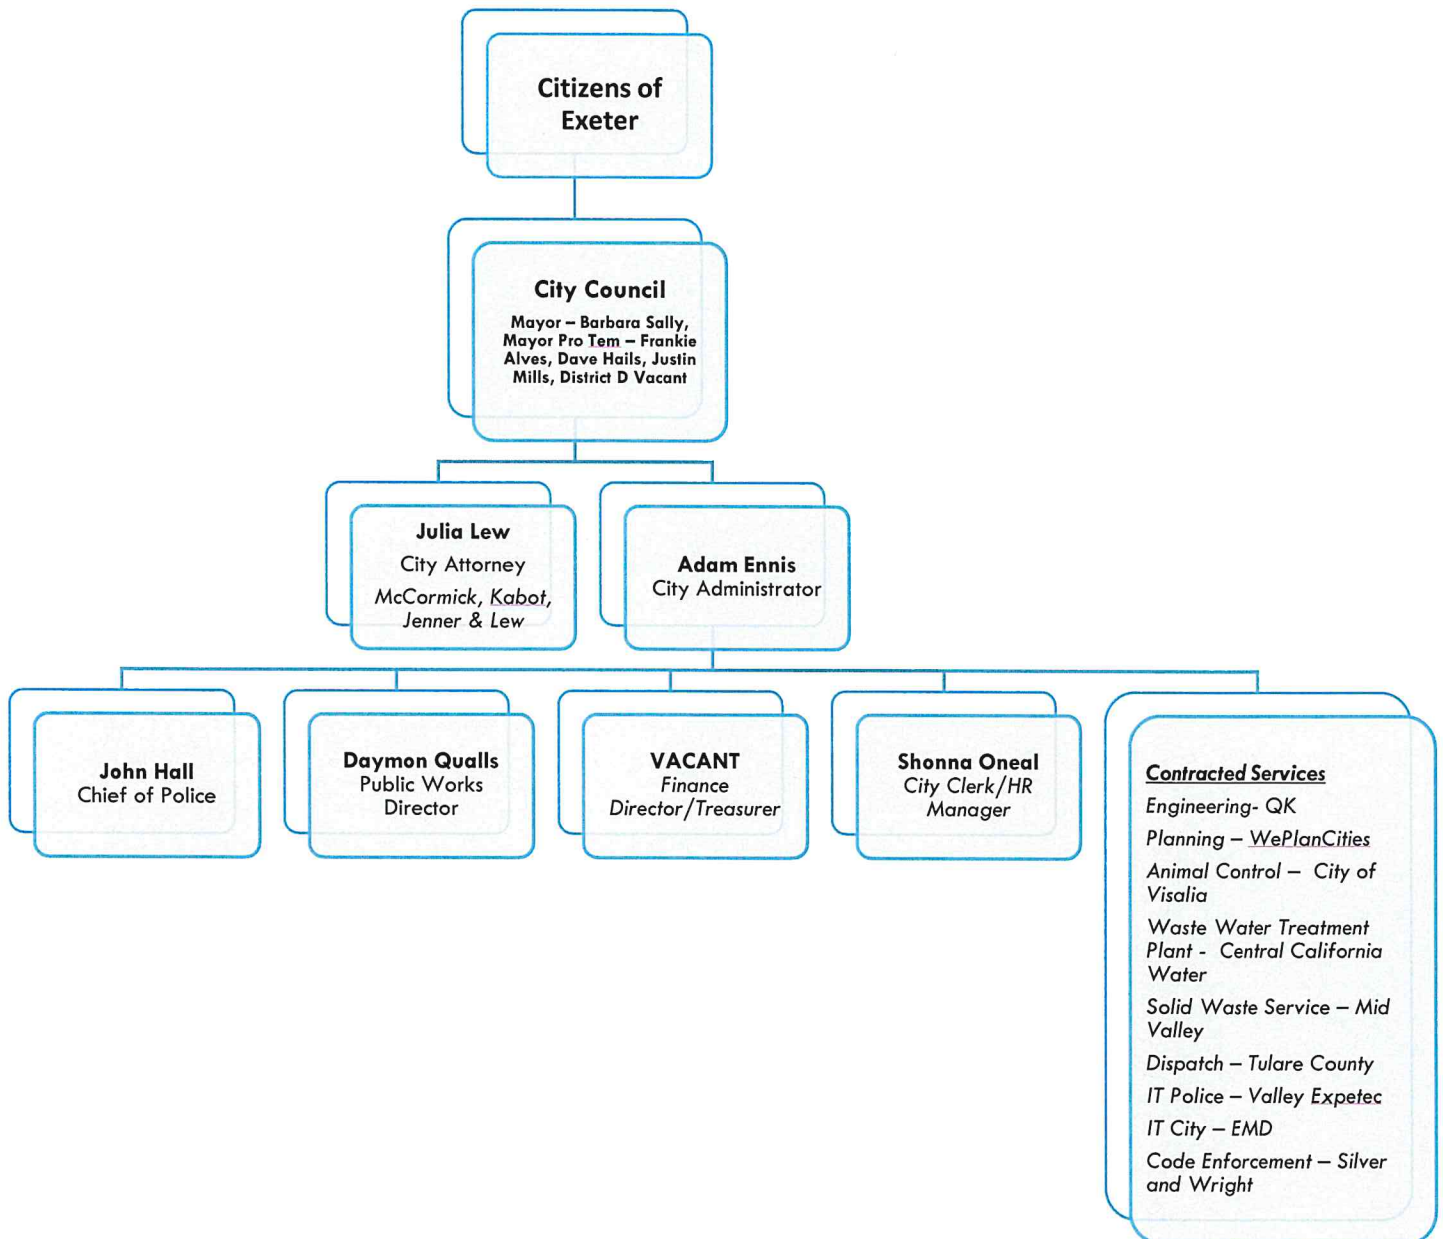 Citizens of
Exeter
City Council
Mayor – Barbara Sally,
Mayor Pro Tem – Frankie
Alves, Dave Hails, Justin
Mills, District D Vacant
Julia Lew
City Attorney
McCormick, Kabot,
Jenner & Lew
Adam Ennis
City Administrator
John Hall
Chief of Police
Daymon Qualls
Public Works
Director
VACANT
Finance
Director/Treasurer
Shonna Oneal
City Clerk/HR
Manager
Contracted Services
Engineering- QK
Planning – WePlanCities
Animal Control – City of
Visalia
Waste Water Treatment
Plant - Central California
Water
Solid Waste Service – Mid
Valley
Dispatch – Tulare County
IT Police – Valley Expetec
IT City – EMD
Code Enforcement – Silver
and Wright